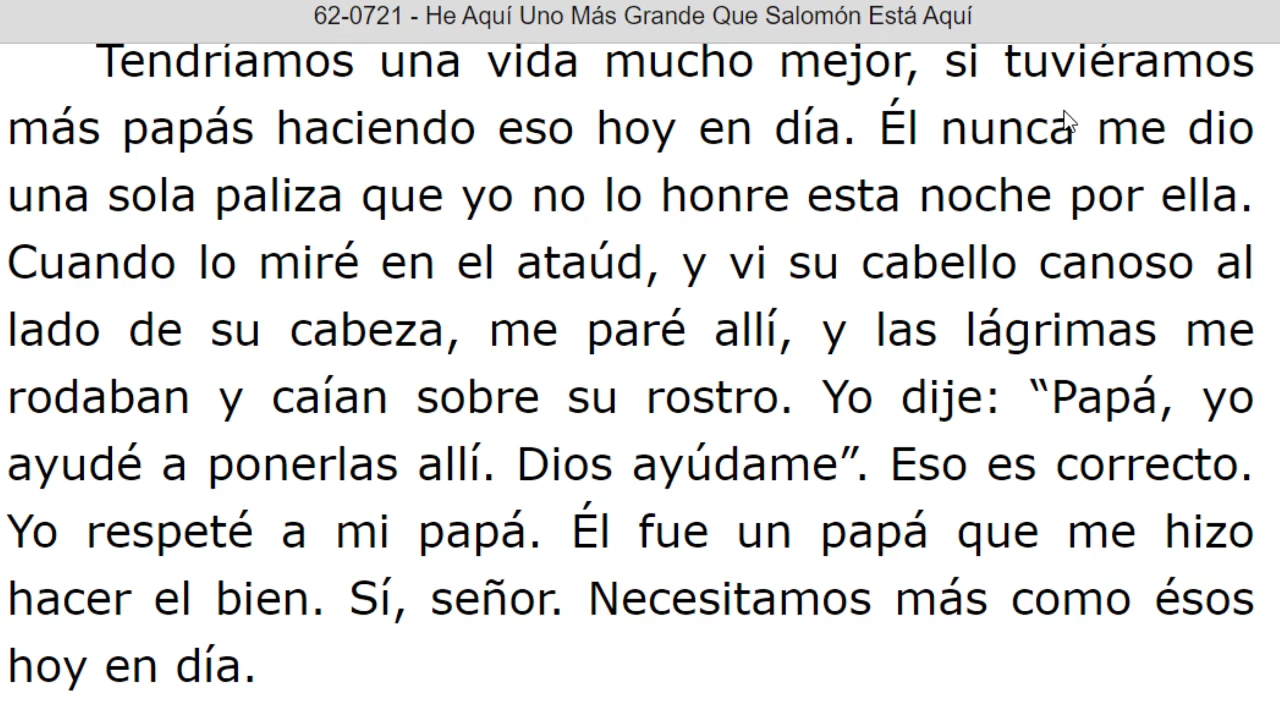 62-0721 - He Aquí Uno Más Grande Que Salomón Está Aquí
Tendríamos una vida mucho mejor, si tuviéramos
más papás haciendo eso hoy en día. Él nunca me dio
una sola paliza que yo no lo honre esta noche por ella.
Cuando lo miré en el ataúd, y vi su cabello canoso al
lado de su cabeza, me paré allí, y las lágrimas me
rodaban y caían sobre su rostro. Yo dije: “Papá, yo
ayudé a ponerlas allí. Dios ayúdame”. Eso es correcto.
Yo respeté a mi papá. Él fue un papá que me hizo
hacer el bien. Sí, señor. Necesitamos más como ésos
hoy en día.